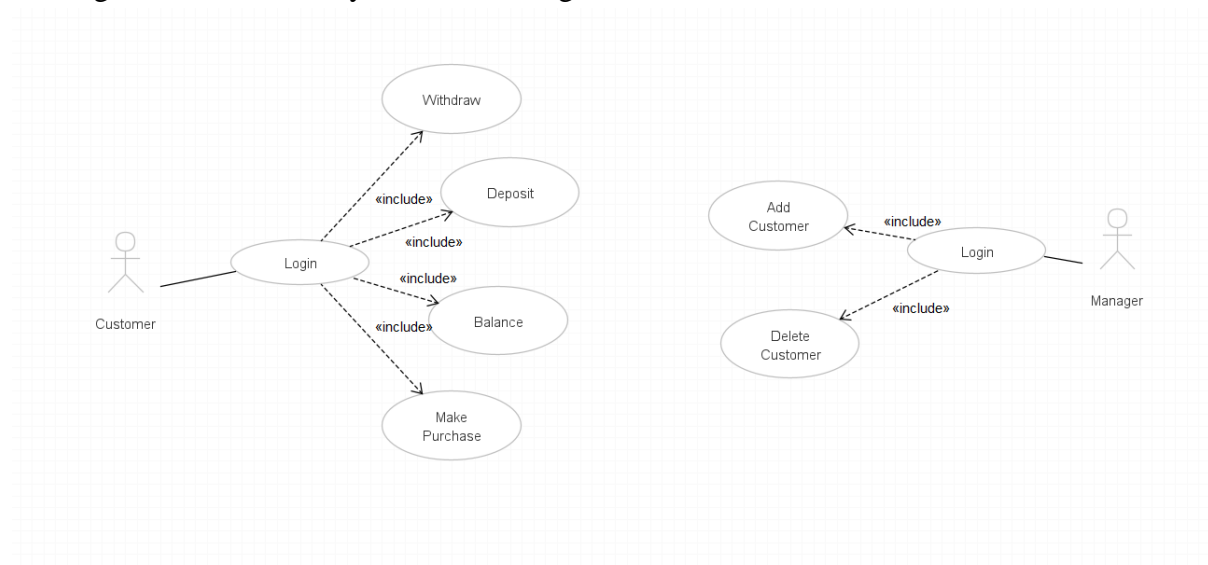 Withdraw
«include»
Deposit
«include»
Login
«include»
Customer
«include»
Balance
Make
Purchase
Add
Customer
«include»
Login
Manager
«include»
Delete
Customer